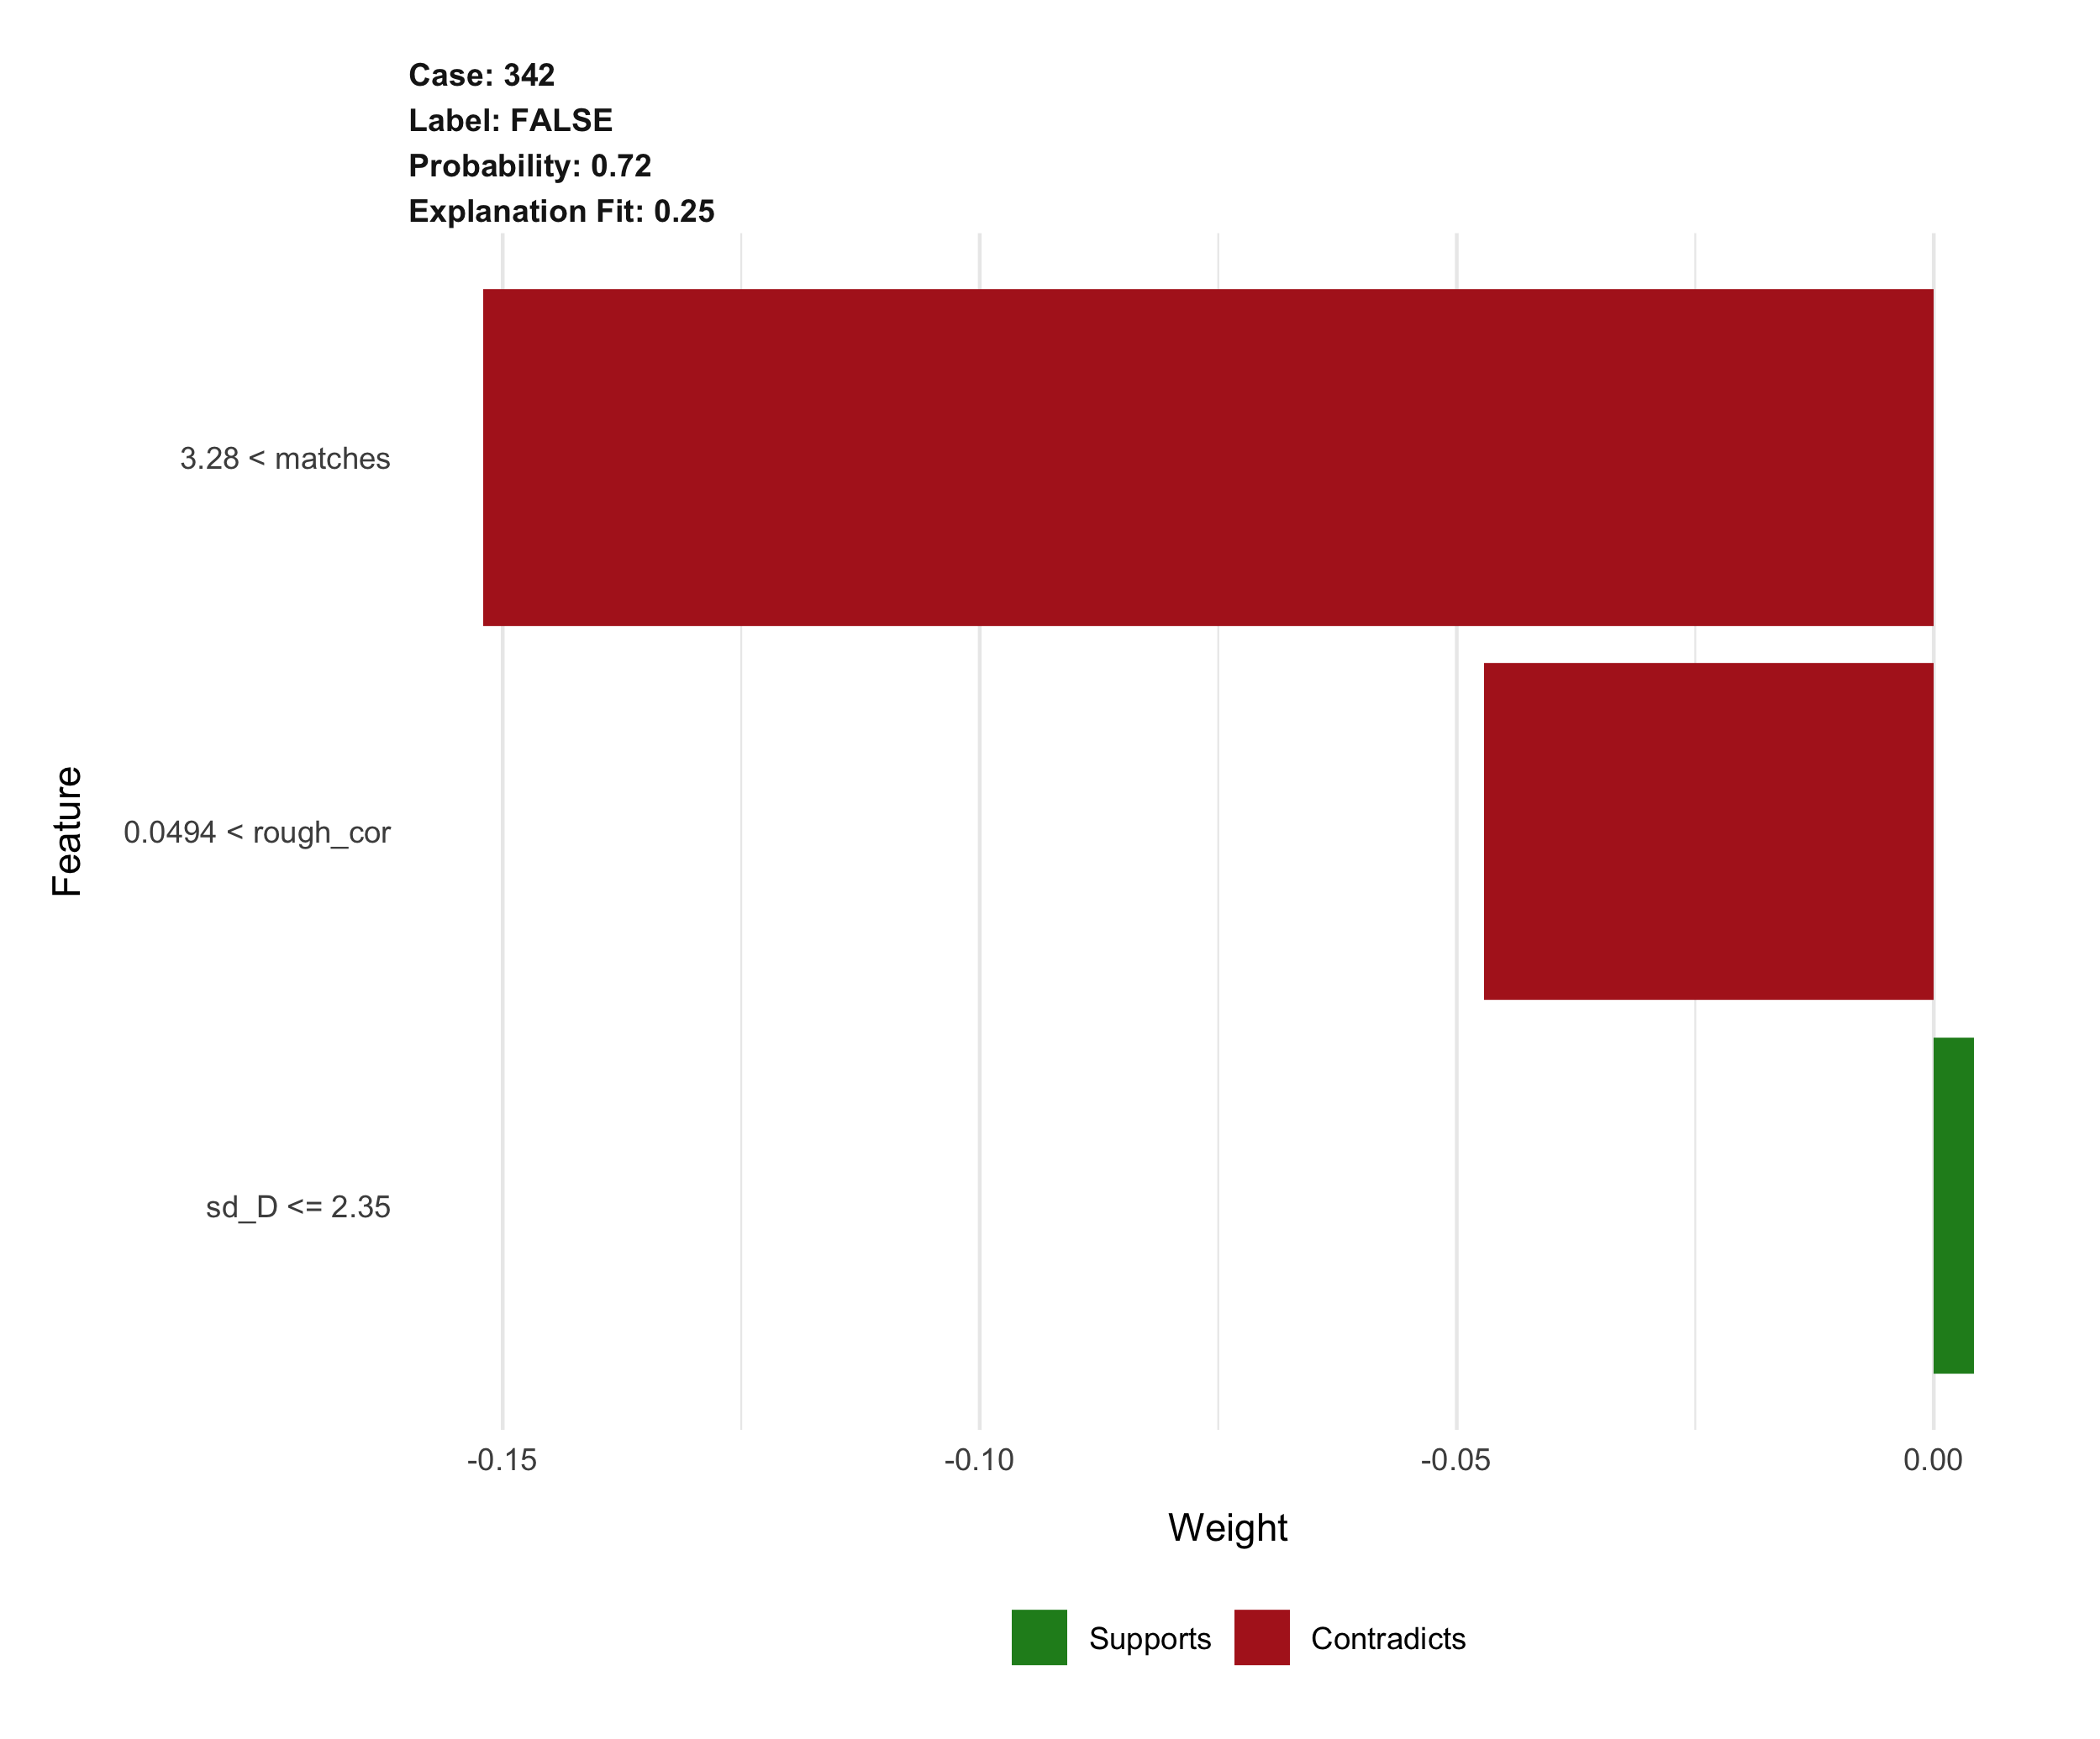 Case: 342
Label: FALSE
Probability: 0.72
Explanation Fit: 0.25
Feature
3.28 < matches
0.0494 < rough_cor
sd_D <= 2.35
-0.15 -0.10 -0.05 0.00
Weight
Supports Contradicts